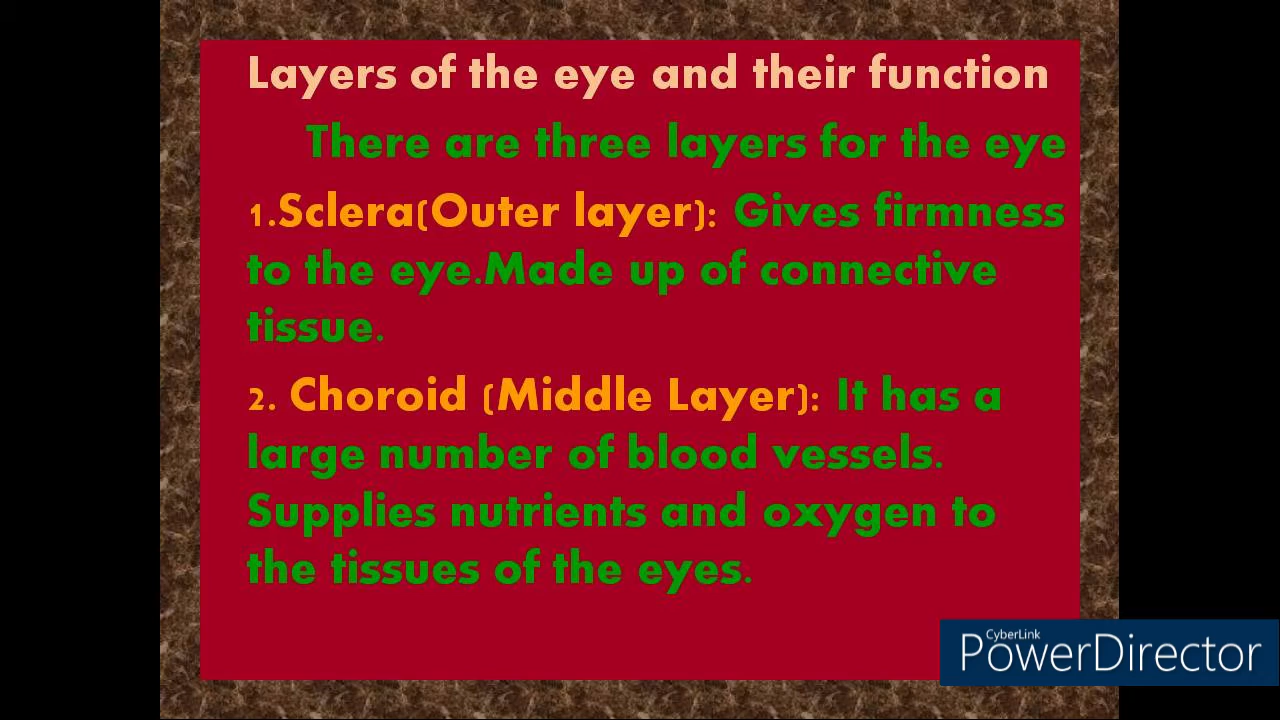 Layers of the eye and their function
There are three layers for the eye
1.Sclera(Outer layer): Gives firmness
to the eye.Made up of connective
tissue.
2. Choroid (Middle Layer): It has a
large number of blood vessels.
Supplies nutrients and oxygen to
the tissues of the eyes.
CyberLink
PowerDirector